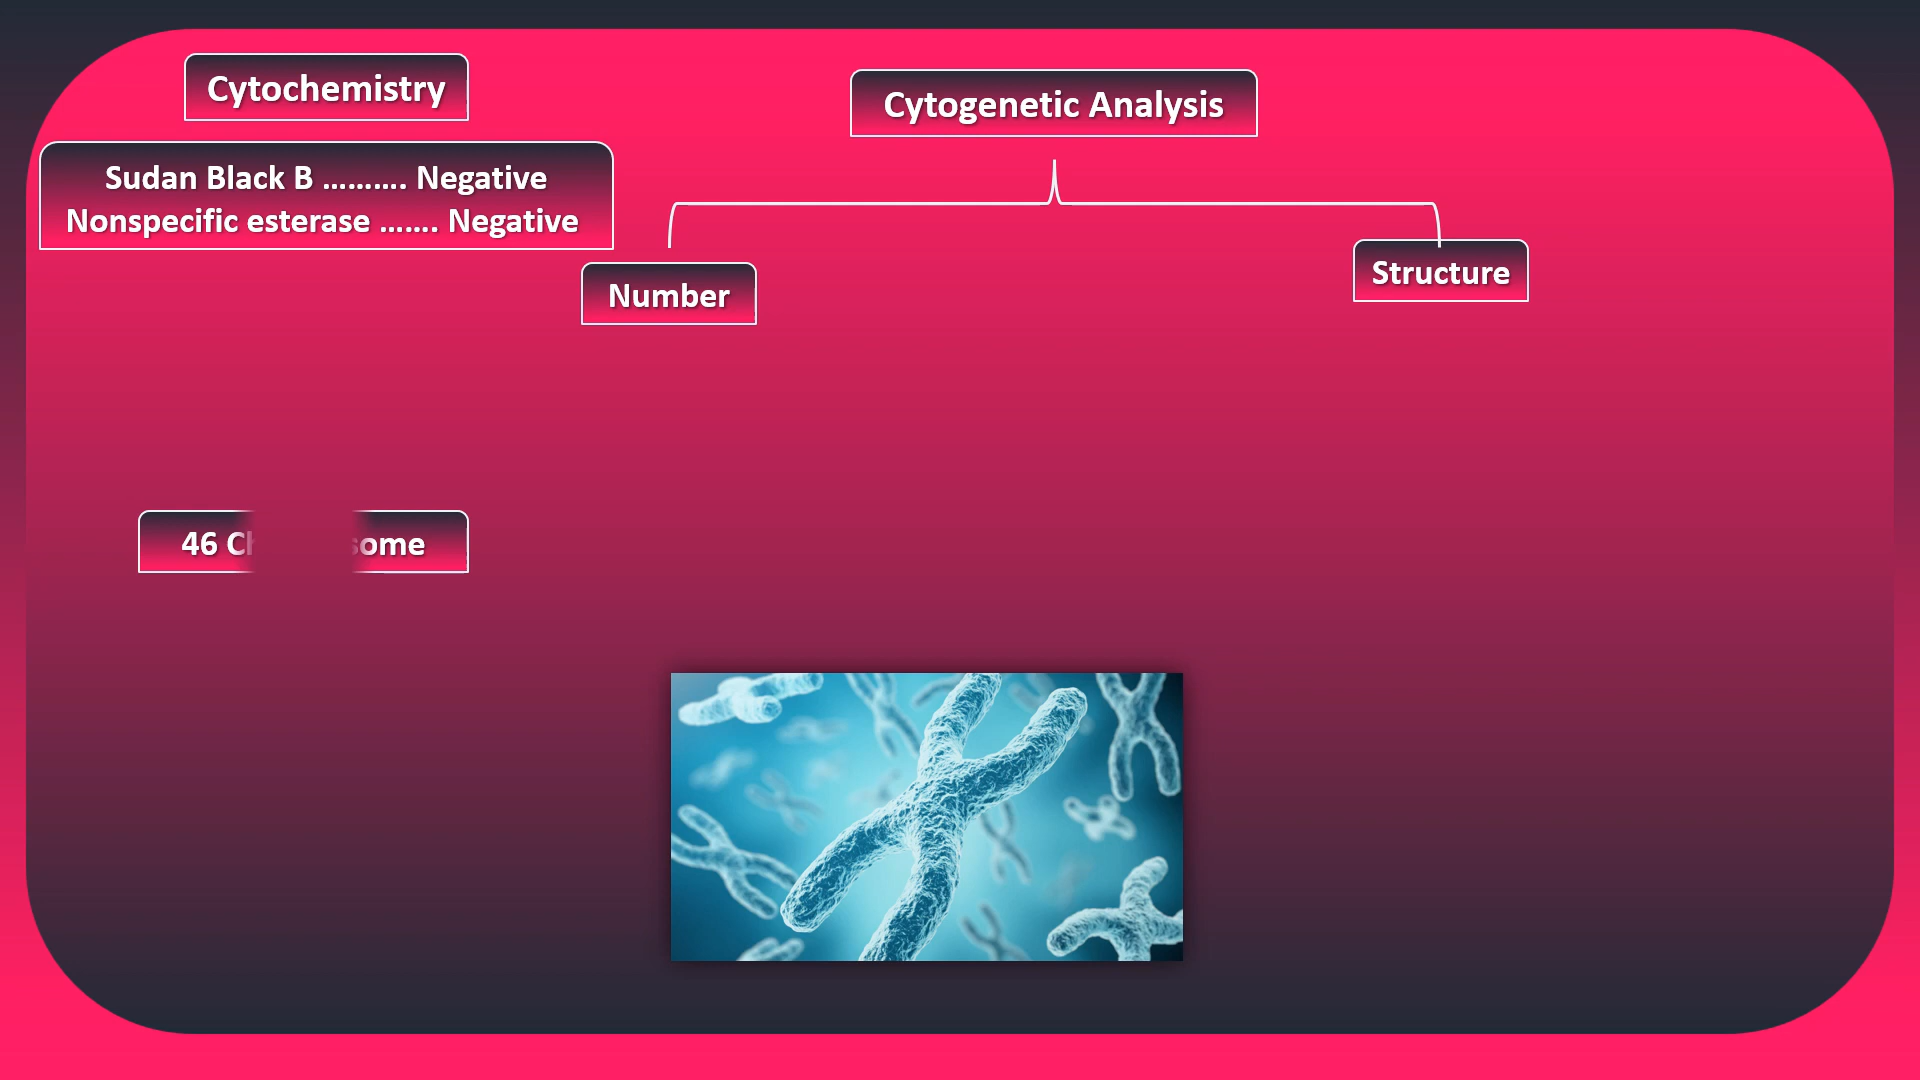 Cytochemistry
Sudan Black B .......... Negative
Nonspecific esterase ....... Negative
Cytogenetic Analysis
Number
Structure
46